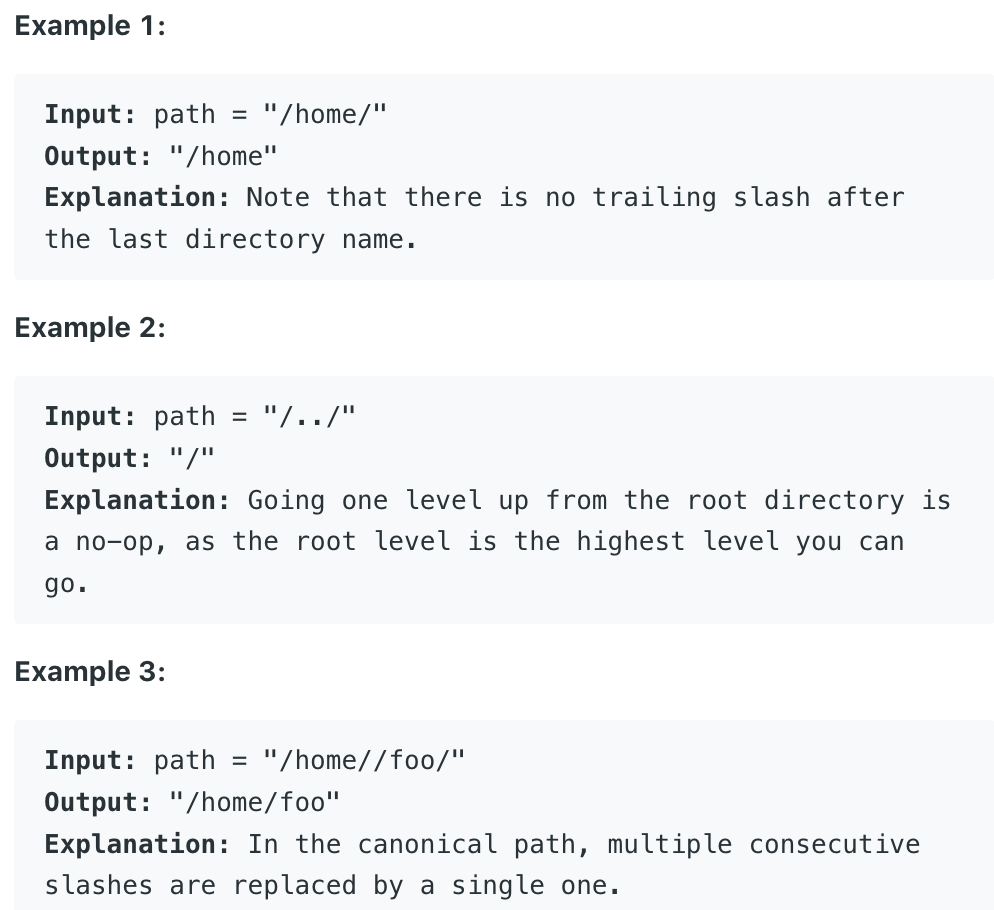 Example 1:
Input: path = "/home/"
Output: "/home"
Explanation: Note that there is no trailing slash after
the last directory name.
Example 2:
Input: path = "/../"
Output: "/"
Explanation: Going one level up from the root directory is
a no-op, as the root level is the highest level you can
go.
Example 3:
Input: path = "/home//foo/"
Output: "/home/foo"
Explanation: In the canonical path, multiple consecutive
slashes are replaced by a single one.